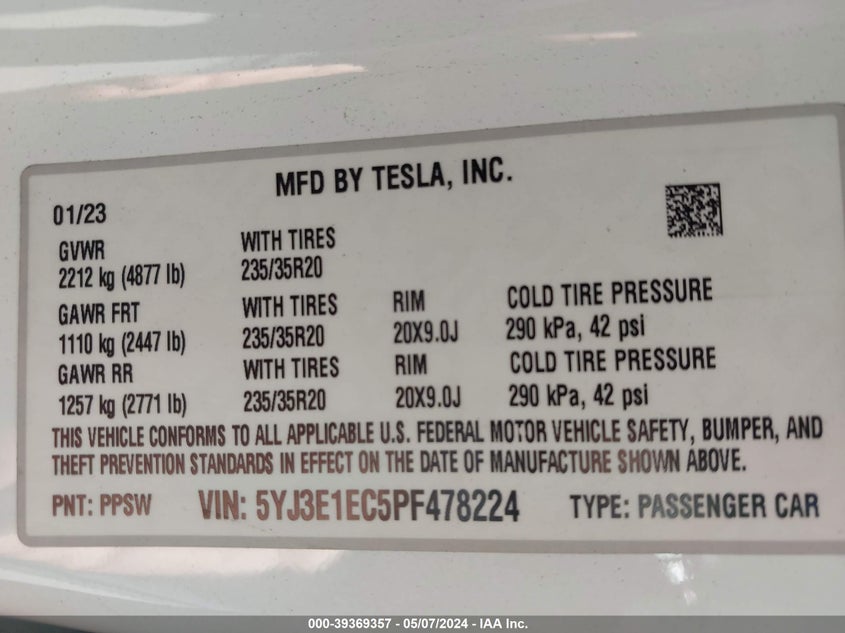 MFD BY TESLA, INC.
01/23
GVWR WITH TIRES
2212 kg (4877 lb) 235/35R20
GAWR FRT WITH TIRES RIM COLD TIRE PRESSURE
1110 kg (2447 lb) 235/35R20 20X9.0J 290 kPa, 42 psi
GAWR RR WITH TIRES RIM COLD TIRE PRESSURE
1257 kg (2771 lb) 235/35R20 20X9.0J 290 kPa, 42 psi
THIS VEHICLE CONFORMS TO ALL APPLICABLE U.S. FEDERAL MOTOR VEHICLE SAFETY, BUMPER, AND
THEFT PREVENTION STANDARDS IN EFFECT ON THE DATE OF MANUFACTURE SHOWN ABOVE.
PNT: PPSW VIN: 5YJ3E1EC5PF478224 TYPE: PASSENGER CAR
000-39369357 - 05/07/2024 - IAA Inc.